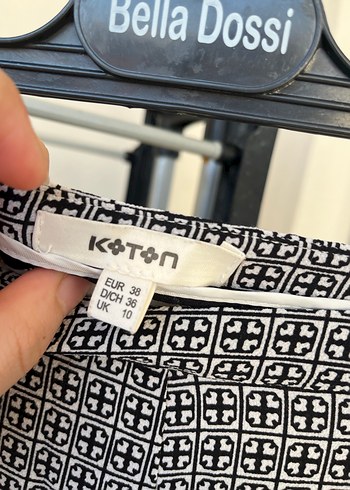 Bella Dossi
KOTON
EUR 38
D/CH 36
UK 10